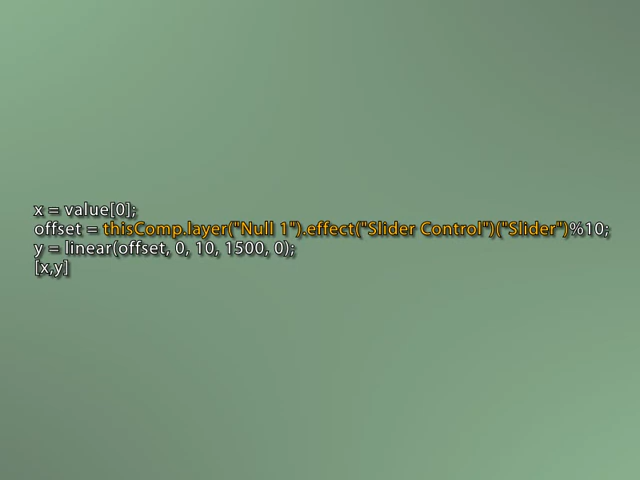 x = value[0];
offset = thisComp.layer("Null 1").effect("Slider Control")("Slider")%10;
y = linear(offset, 0, 10, 1500, 0);
[x,y]